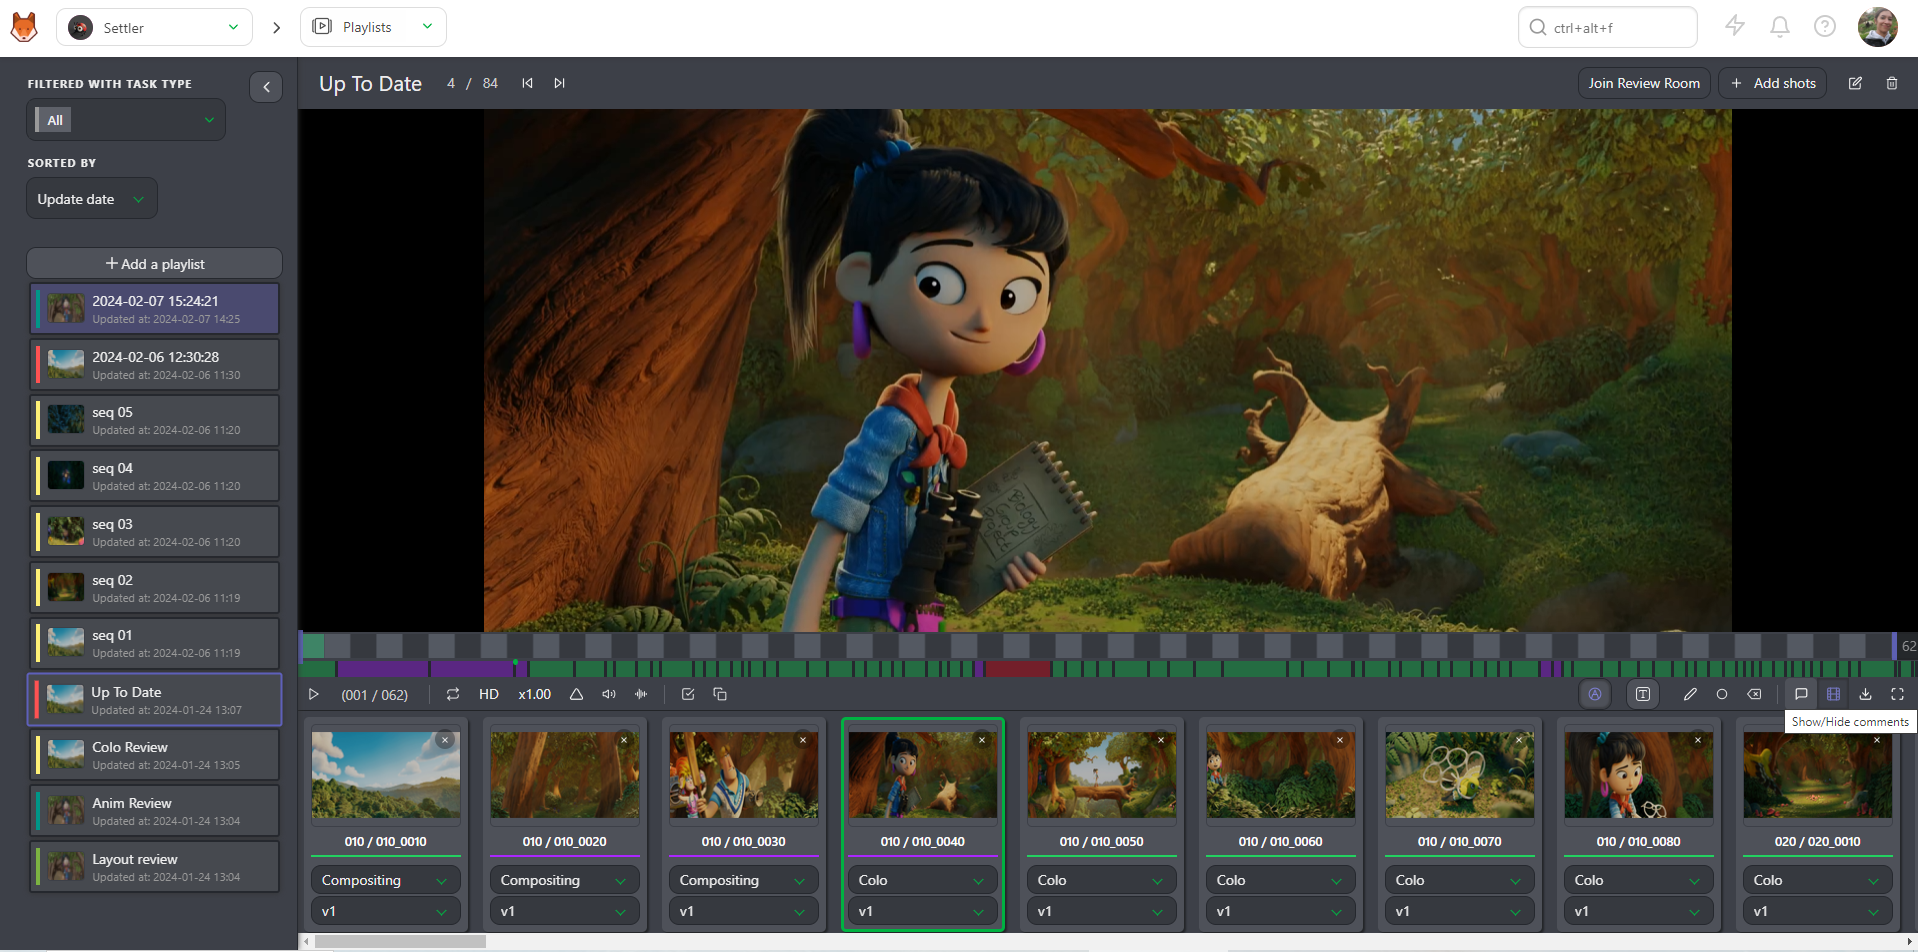 Settler
Playlists
ctrl+alt+f
FILTERED WITH TASK TYPE
All
SORTED BY
Update date
+ Add a playlist
2024-02-07 15:24:21
Updated at: 2024-02-07 14:25
2024-02-06 12:30:28
Updated at: 2024-02-06 11:30
seq 05
Updated at: 2024-02-06 11:20
seq 04
Updated at: 2024-02-06 11:20
seq 03
Updated at: 2024-02-06 11:20
seq 02
Updated at: 2024-02-06 11:19
seq 01
Updated at: 2024-02-06 11:19
Up To Date
Updated at: 2024-01-24 13:07
Colo Review
Updated at: 2024-01-24 13:05
Anim Review
Updated at: 2024-01-24 13:04
Layout review
Updated at: 2024-01-24 13:04
Up To Date 4 / 84
Join Review Room + Add shots
62
(001 / 062) HD x1.00
Show/Hide comments
010 / 010_0010 010 / 010_0020 010 / 010_0030 010 / 010_0040 010 / 010_0050 010 / 010_0060 010 / 010_0070 010 / 010_0080 020 / 020_0010
Compositing Compositing Compositing Colo Colo Colo Colo Colo Colo
v1 v1 v1 v1 v1 v1 v1 v1 v1